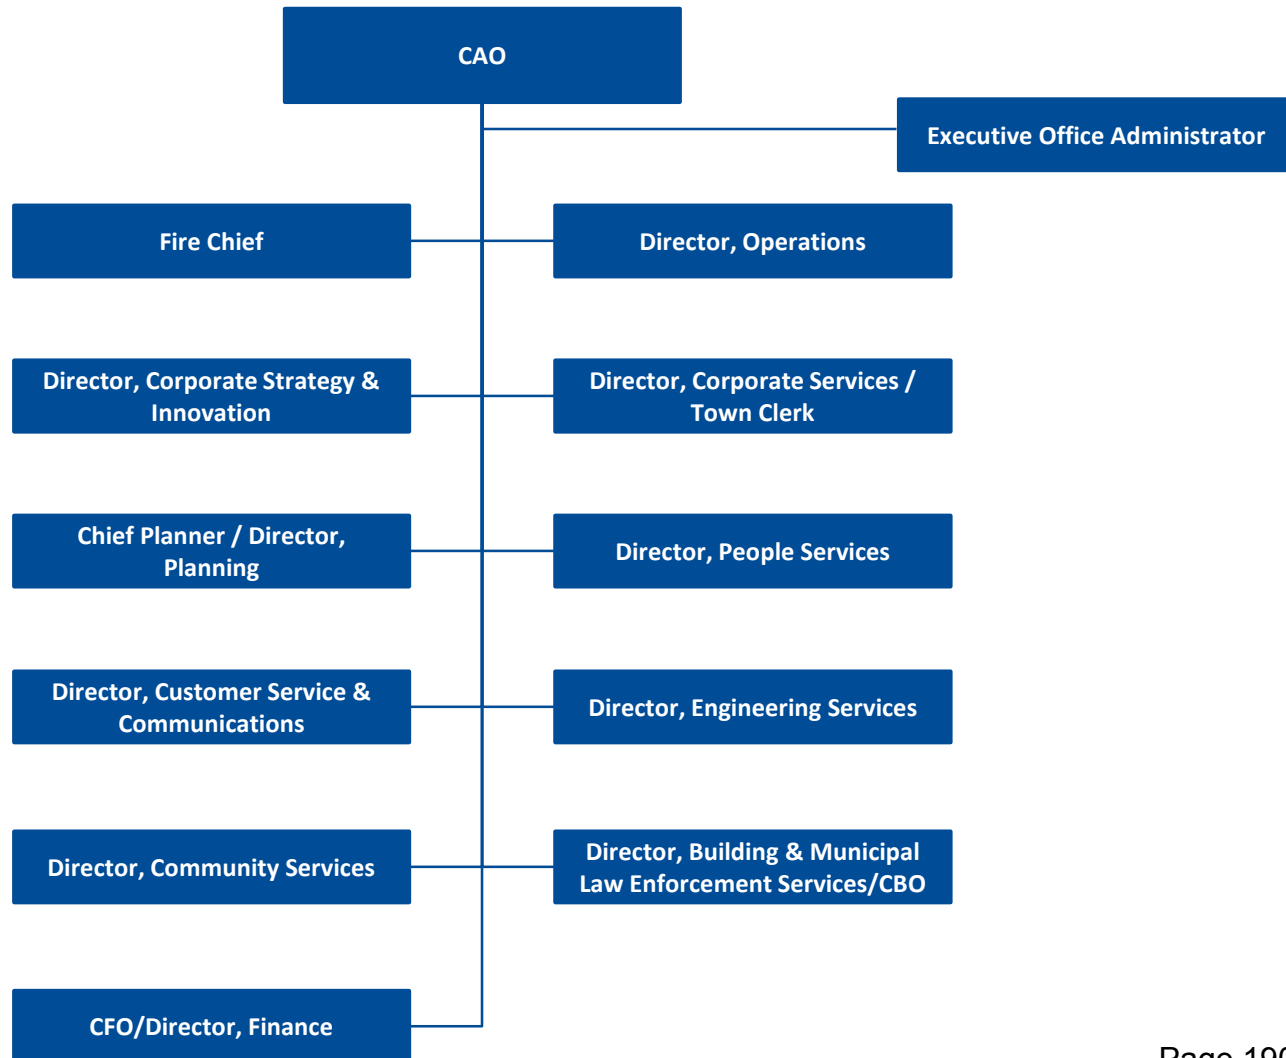 CAO
Executive Office Administrator
Fire Chief
Director, Operations
Director, Corporate Strategy &
Innovation
Director, Corporate Services /
Town Clerk
Chief Planner / Director,
Planning
Director, People Services
Director, Customer Service &
Communications
Director, Engineering Services
Director, Community Services
Director, Building & Municipal
Law Enforcement Services/CBO
CFO/Director, Finance
Page 190